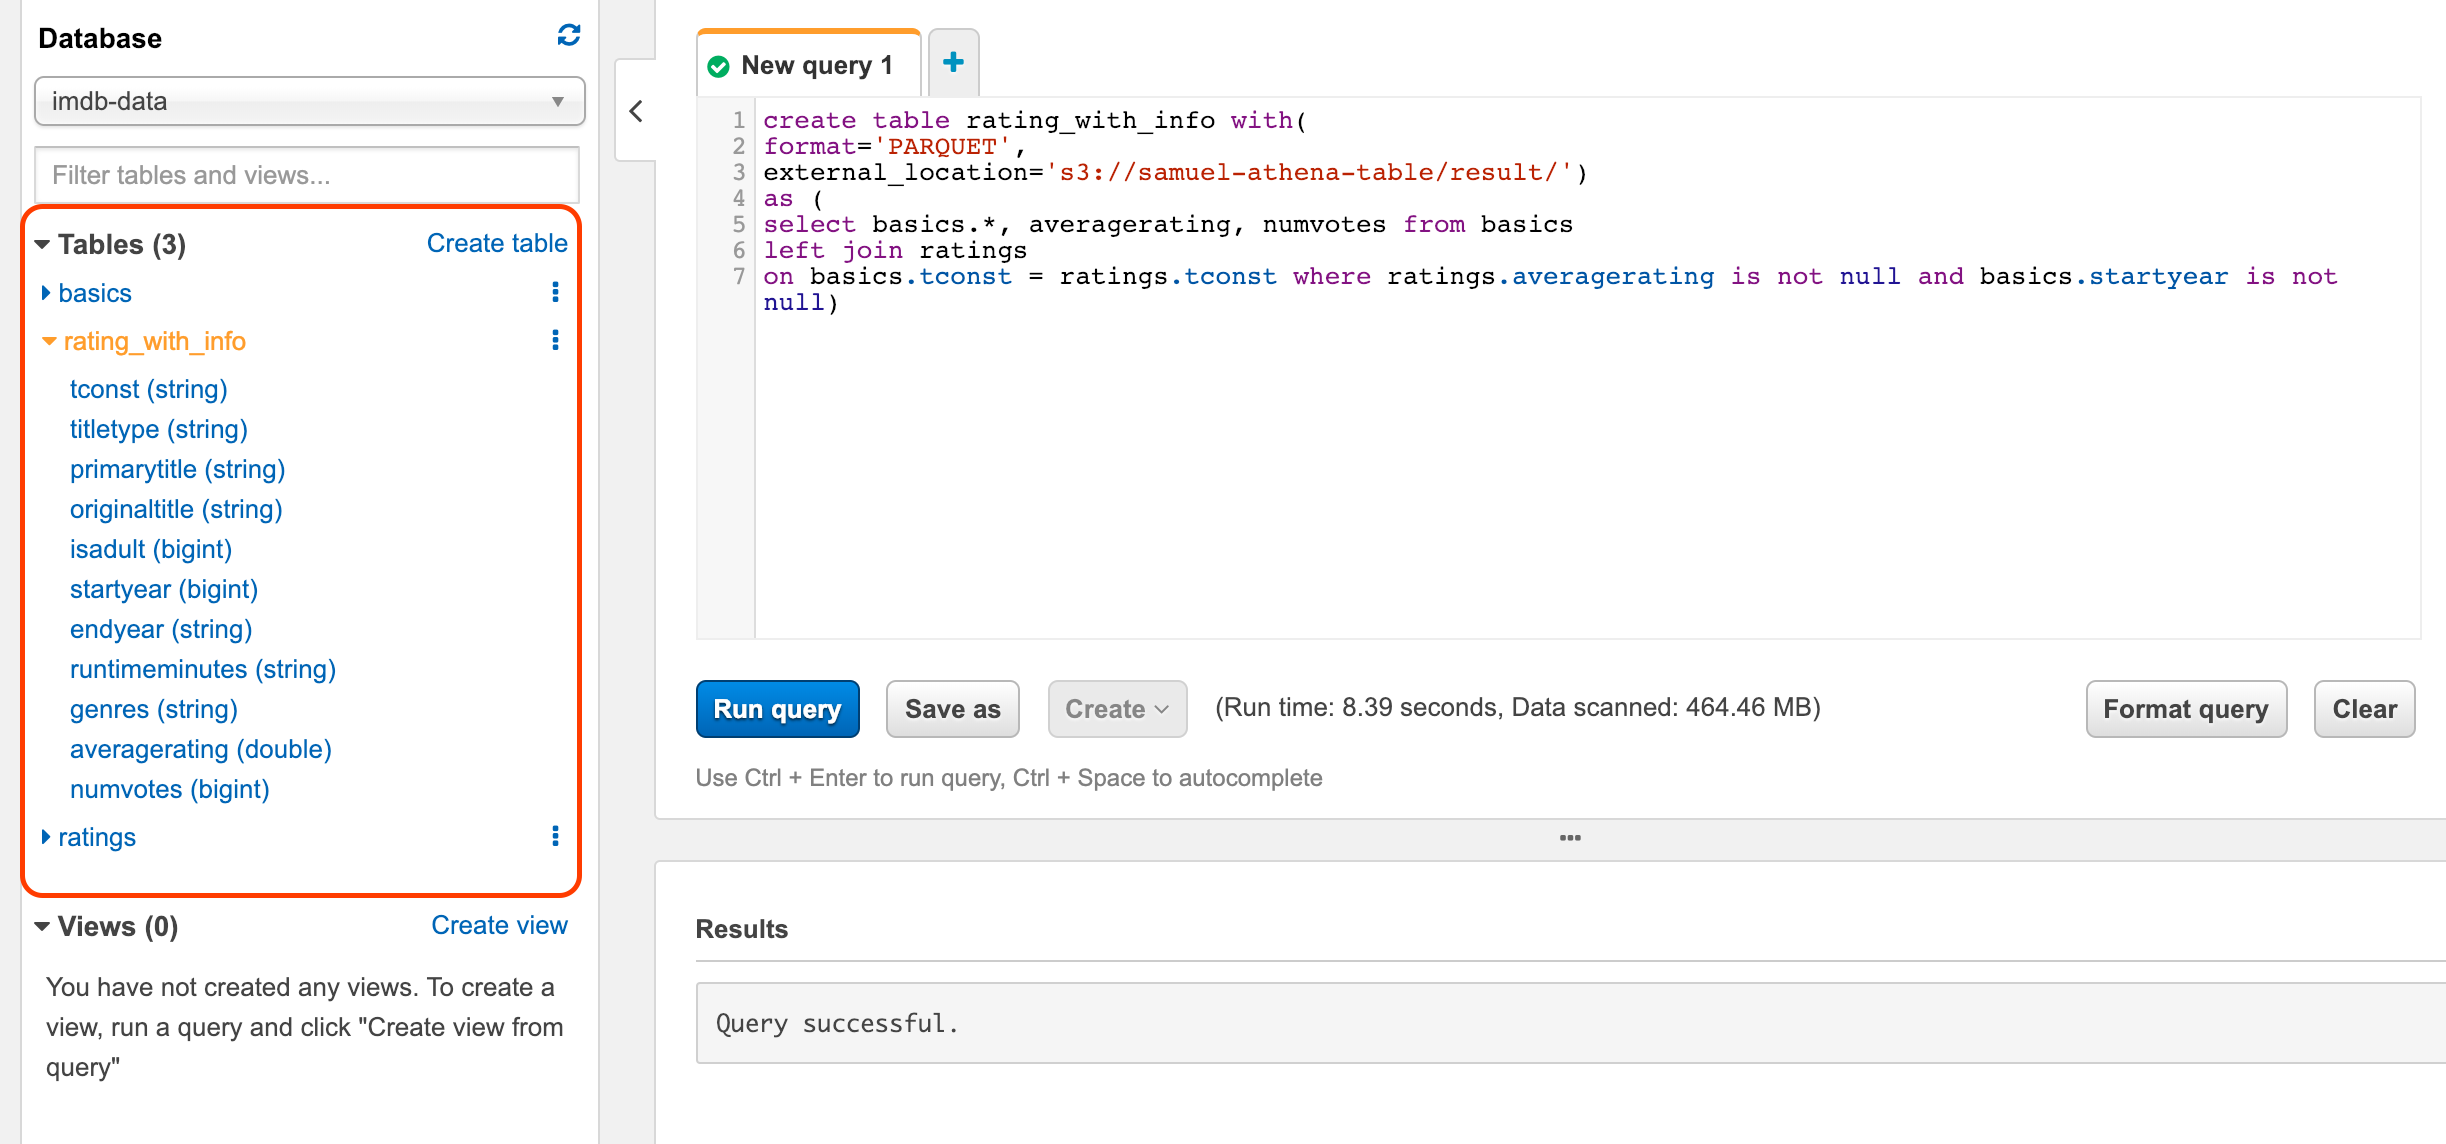 Database
imdb-data
Filter tables and views...
Tables (3) Create table
basics
rating_with_info
tconst (string)
titletype (string)
primarytitle (string)
originaltitle (string)
isadult (bigint)
startyear (bigint)
endyear (string)
runtimeminutes (string)
genres (string)
averagerating (double)
numvotes (bigint)
ratings
Views (0) Create view
You have not created any views. To create a
view, run a query and click "Create view from
query"
New query 1 +
1 create table rating_with_info with(
2 format='PARQUET',
3 external_location='s3://samuel-athena-table/result/')
4 as (
5 select basics.*, averagerating, numvotes from basics
6 left join ratings
7 on basics.tconst = ratings.tconst where ratings.averagerating is not null and basics.startyear is not
null)
Run query Save as Create (Run time: 8.39 seconds, Data scanned: 464.46 MB) Format query Clear
Use Ctrl + Enter to run query, Ctrl + Space to autocomplete
Results
Query successful.